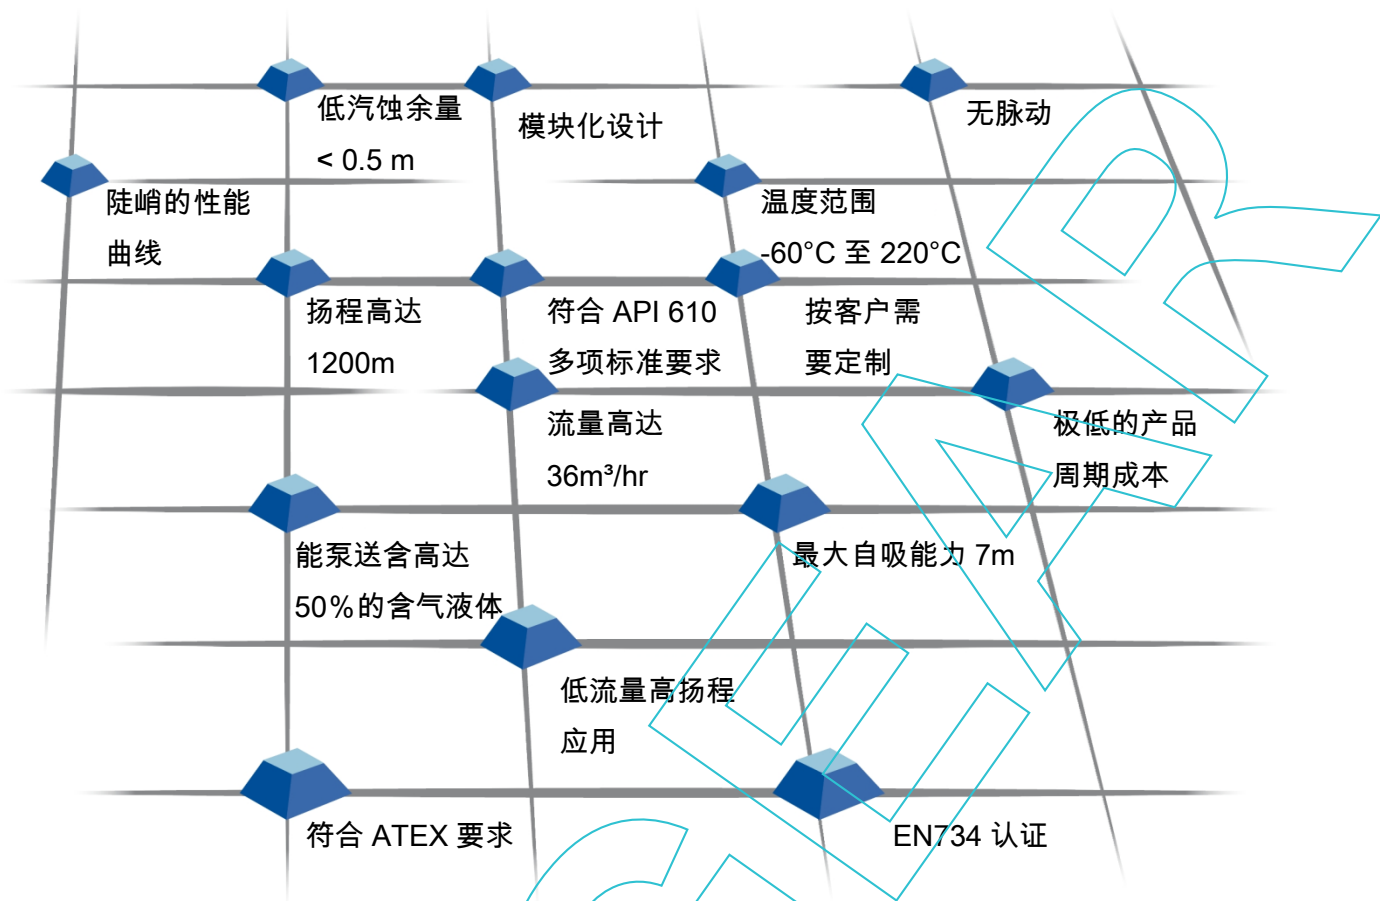 低汽蚀余量
< 0.5 m
模块化设计
无脉动
陡峭的性能
曲线
温度范围
-60°C 至 220°C
扬程高达
1200m
符合 API 610
多项标准要求
按客户需
要定制
流量高达
36m³/hr
极低的产品
周期成本
能泵送含高达
50%的含气液体
最大自吸能力 7m
低流量高扬程
应用
符合 ATEX 要求
EN734 认证